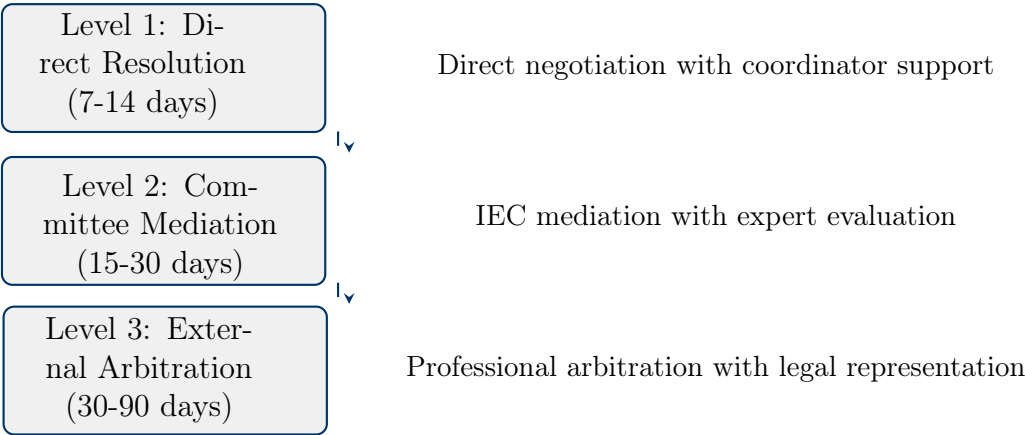 Level 1: Di-
rect Resolution
(7-14 days)
Direct negotiation with coordinator support
Level 2: Com-
mittee Mediation
(15-30 days)
IEC mediation with expert evaluation
Level 3: Exter-
nal Arbitration
(30-90 days)
Professional arbitration with legal representation